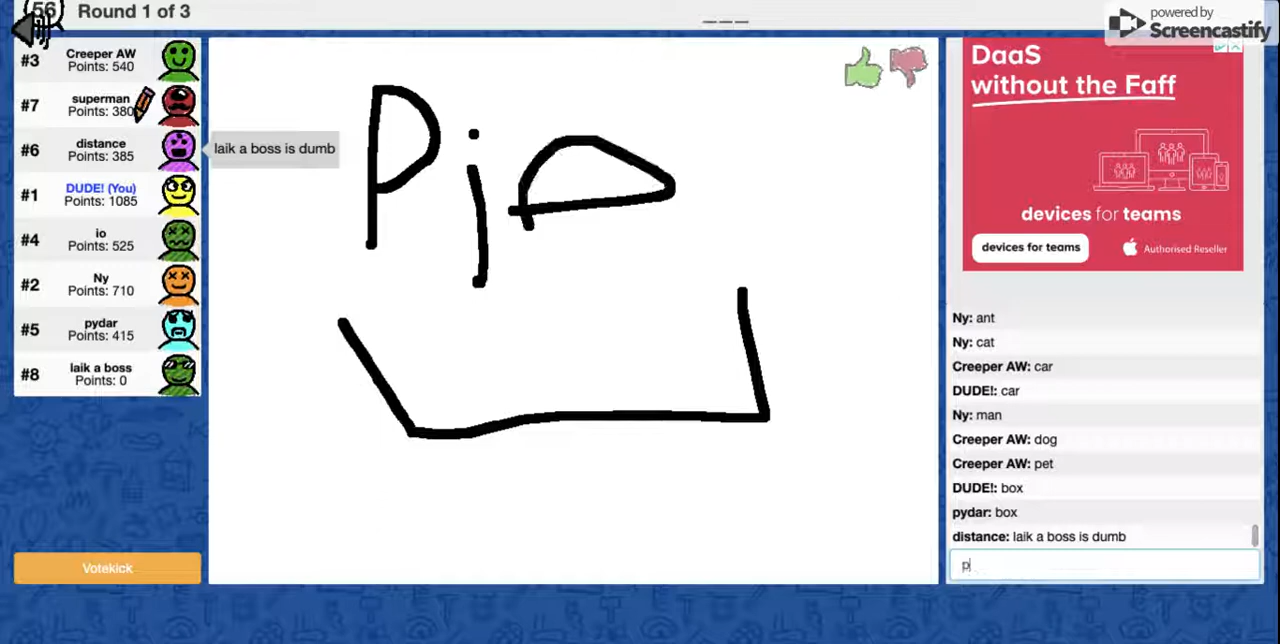 56
Round 1 of 3
_ _ _
powered by
Screencastify
#3 Creeper AW
Points: 540
#7 superman
Points: 380
#6 distance
Points: 385
#1 DUDE! (You)
Points: 1085
#4 io
Points: 525
#2 Ny
Points: 710
#5 pydar
Points: 415
#8 laik a boss
Points: 0
Votekick
laik a boss is dumb
Pie
DaaS
without the Faff
devices for teams
devices for teams
Authorised Reseller
Ny: ant
Ny: cat
Creeper AW: car
DUDE!: car
Ny: man
Creeper AW: dog
Creeper AW: pet
DUDE!: box
pydar: box
distance: laik a boss is dumb
p